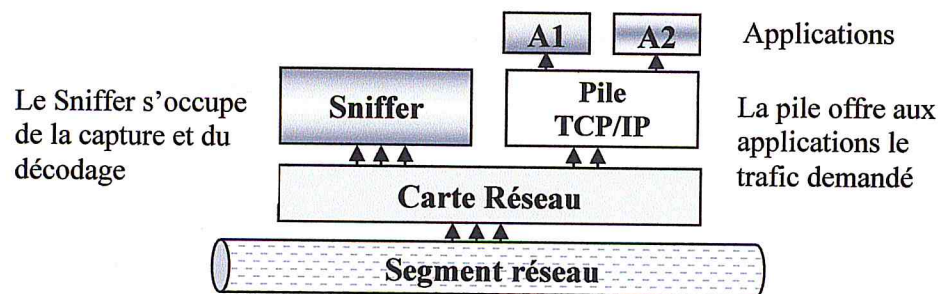 A1
A2
Applications
Le Sniffer s'occupe
de la capture et du
décodage
Sniffer
Pile
TCP/IP
La pile offre aux
applications le
trafic demandé
Carte Réseau
Segment réseau